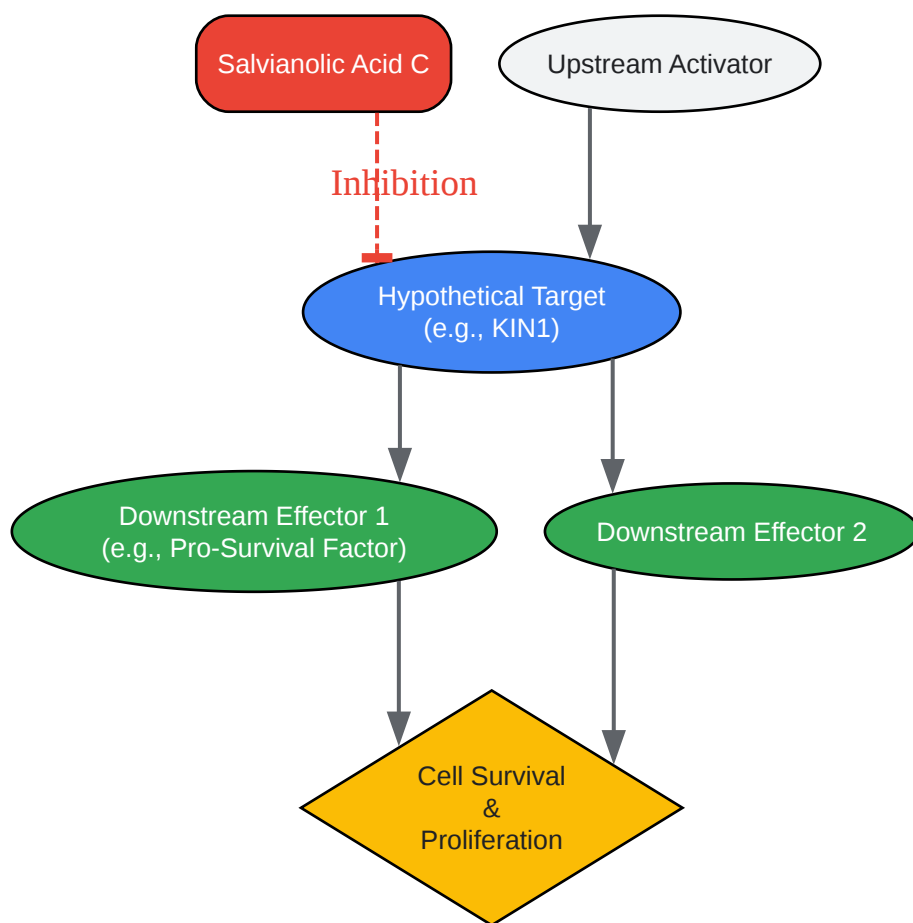 Salvianolic Acid C
Upstream Activator
Inhibition
Hypothetical Target
(e.g., KIN1)
Downstream Effector 1
(e.g., Pro-Survival Factor)
Downstream Effector 2
Cell Survival
&
Proliferation